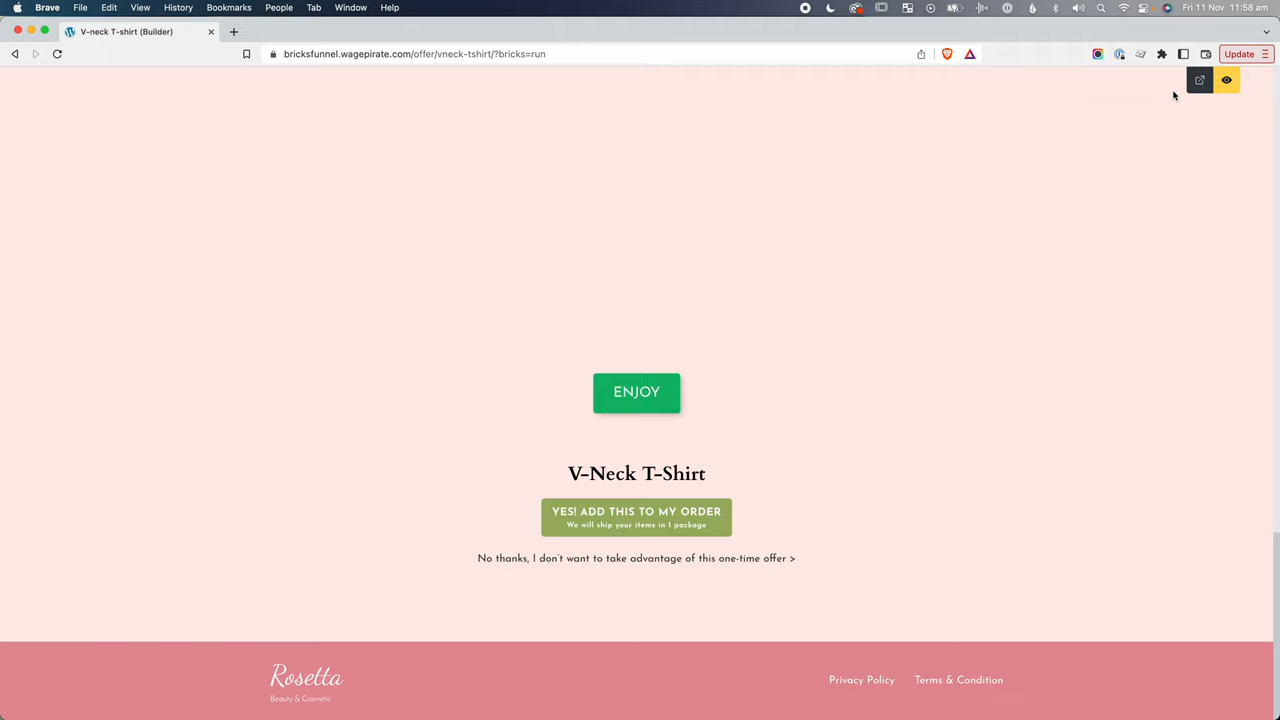 Brave File Edit View History Bookmarks People Tab Window Help Fri 11 Nov 11:58 am
V-neck T-shirt (Builder)
bricksfunnel.wagepirate.com/offer/vneck-tshirt/?bricks=run Update
ENJOY
V-Neck T-Shirt
YES! ADD THIS TO MY ORDER
We will ship your items in 1 package
No thanks, I don't want to take advantage of this one-time offer >
Rosetta
Beauty & Cosmetic
Privacy Policy Terms & Condition